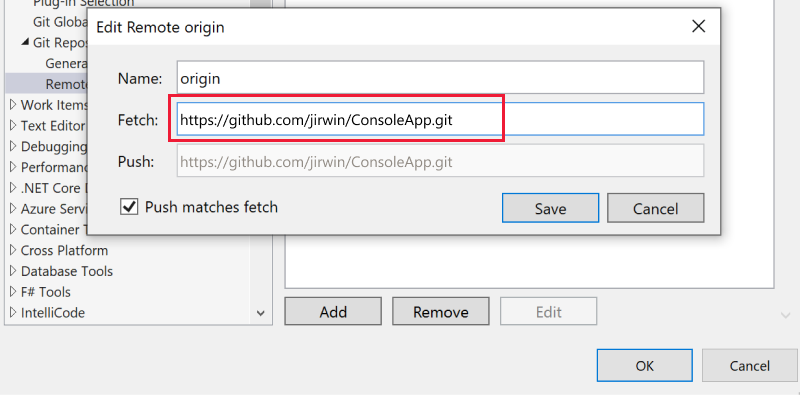 Plug-in Selection
Git Globa
Git Repos
Genera
Remote
Work Items
Text Editor
Debugging
Performanc
.NET Core D
Azure Servi
Container T
Cross Platform
Database Tools
F# Tools
IntelliCode
Edit Remote origin
Name: origin
Fetch: https://github.com/jirwin/ConsoleApp.git
Push: https://github.com/jirwin/ConsoleApp.git
Push matches fetch
Save Cancel
Add Remove Edit
OK Cancel